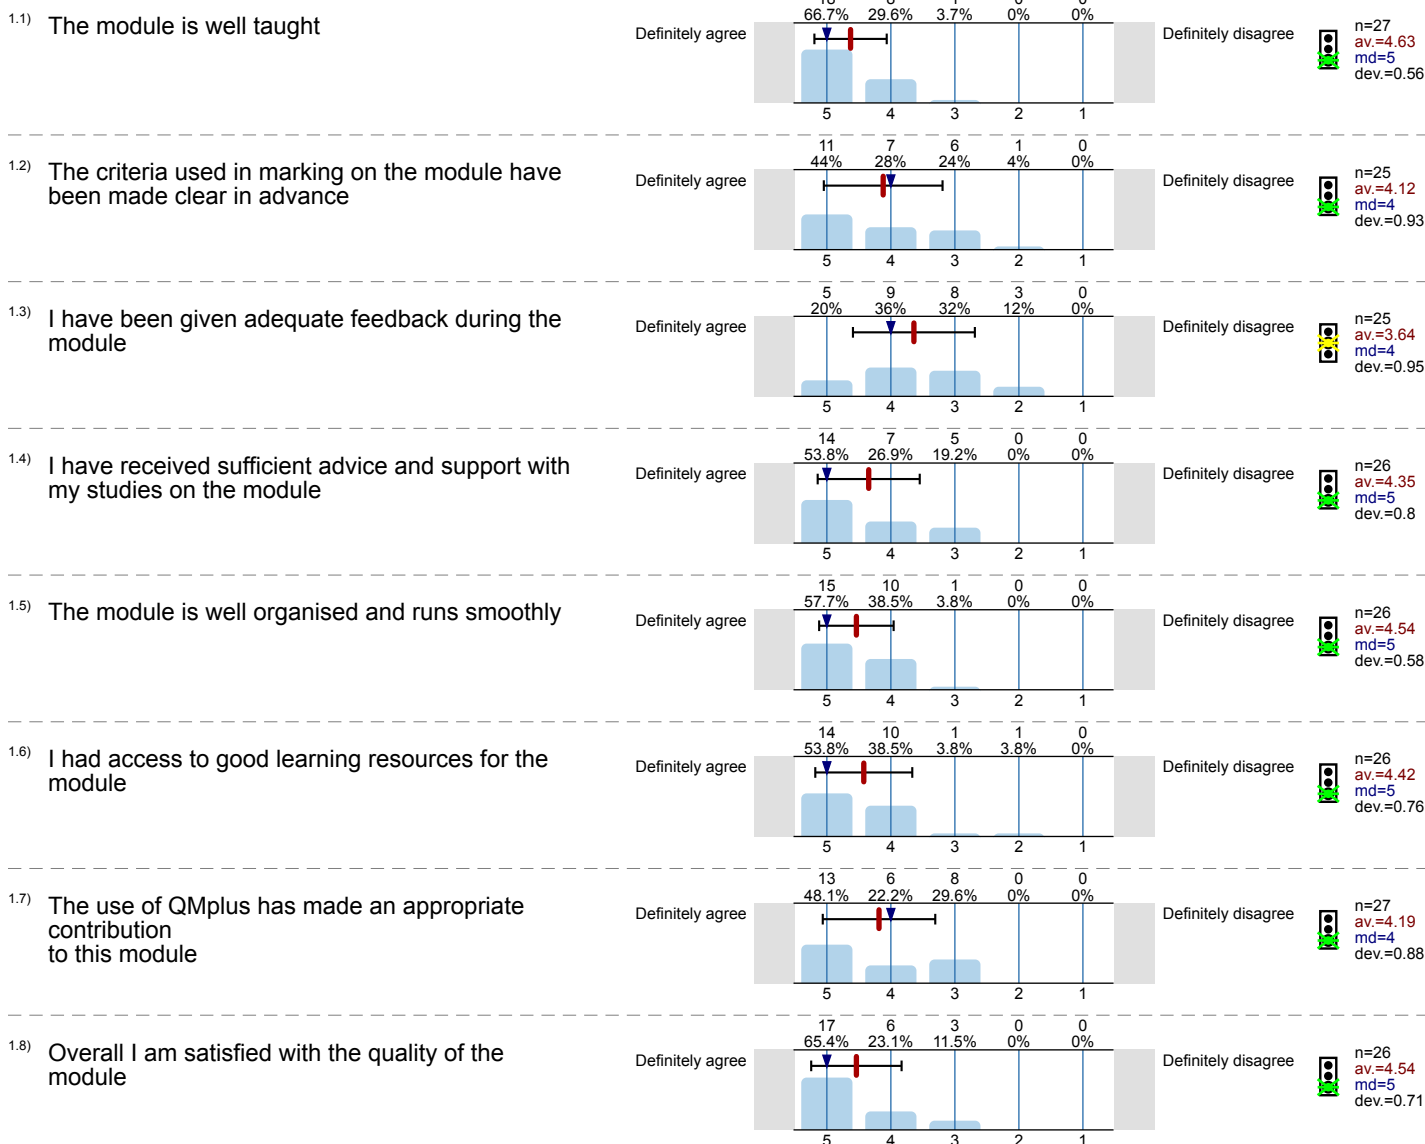 18 8 1 0 0
66.7% 29.6% 3.7% 0% 0%
1.1) The module is well taught
Definitely agree
Definitely disagree
n=27
av.=4.63
md=5
dev.=0.56
5 4 3 2 1
11 7 6 1 0
44% 28% 24% 4% 0%
1.2) The criteria used in marking on the module have
been made clear in advance
Definitely agree
Definitely disagree
n=25
av.=4.12
md=4
dev.=0.93
5 4 3 2 1
5 9 8 3 0
20% 36% 32% 12% 0%
1.3) I have been given adequate feedback during the
module
Definitely agree
Definitely disagree
n=25
av.=3.64
md=4
dev.=0.95
5 4 3 2 1
14 7 5 0 0
53.8% 26.9% 19.2% 0% 0%
1.4) I have received sufficient advice and support with
my studies on the module
Definitely agree
Definitely disagree
n=26
av.=4.35
md=5
dev.=0.8
5 4 3 2 1
15 10 1 0 0
57.7% 38.5% 3.8% 0% 0%
1.5) The module is well organised and runs smoothly
Definitely agree
Definitely disagree
n=26
av.=4.54
md=5
dev.=0.58
5 4 3 2 1
14 10 1 1 0
53.8% 38.5% 3.8% 3.8% 0%
1.6) I had access to good learning resources for the
module
Definitely agree
Definitely disagree
n=26
av.=4.42
md=5
dev.=0.76
5 4 3 2 1
13 6 8 0 0
48.1% 22.2% 29.6% 0% 0%
1.7) The use of QMplus has made an appropriate
contribution
to this module
Definitely agree
Definitely disagree
n=27
av.=4.19
md=4
dev.=0.88
5 4 3 2 1
17 6 3 0 0
65.4% 23.1% 11.5% 0% 0%
1.8) Overall I am satisfied with the quality of the
module
Definitely agree
Definitely disagree
n=26
av.=4.54
md=5
dev.=0.71
5 4 3 2 1